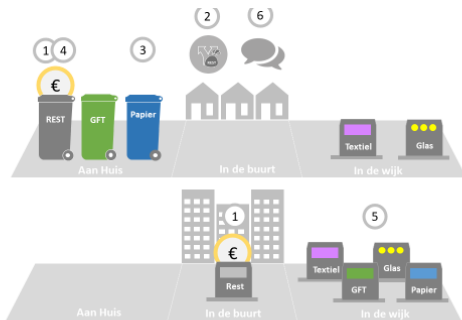 1 4 3 2 6
€
REST GFT Papier
REST
Textiel Glas
Aan Huis In de buurt In de wijk
1 5
€
Rest
Textiel Glas
GFT Papier
Aan Huis In de buurt In de wijk